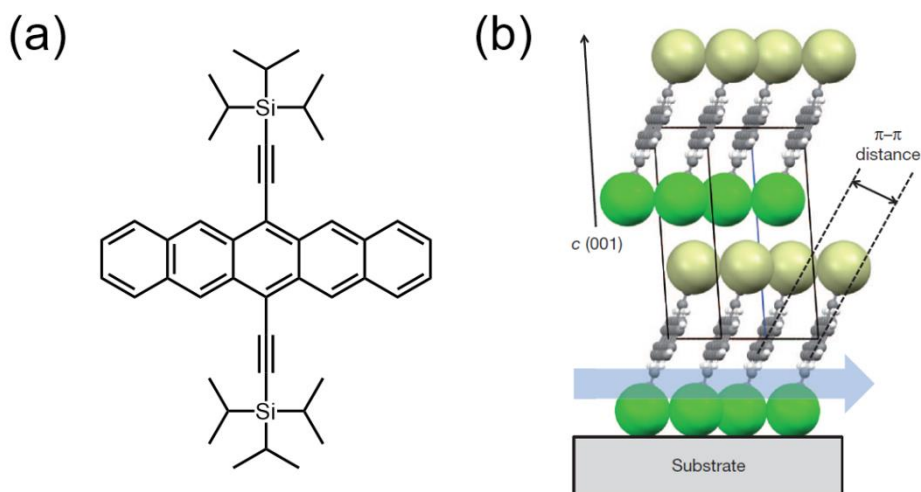 (a)
(b)
Si
Si
π–π
distance
c (001)
Substrate